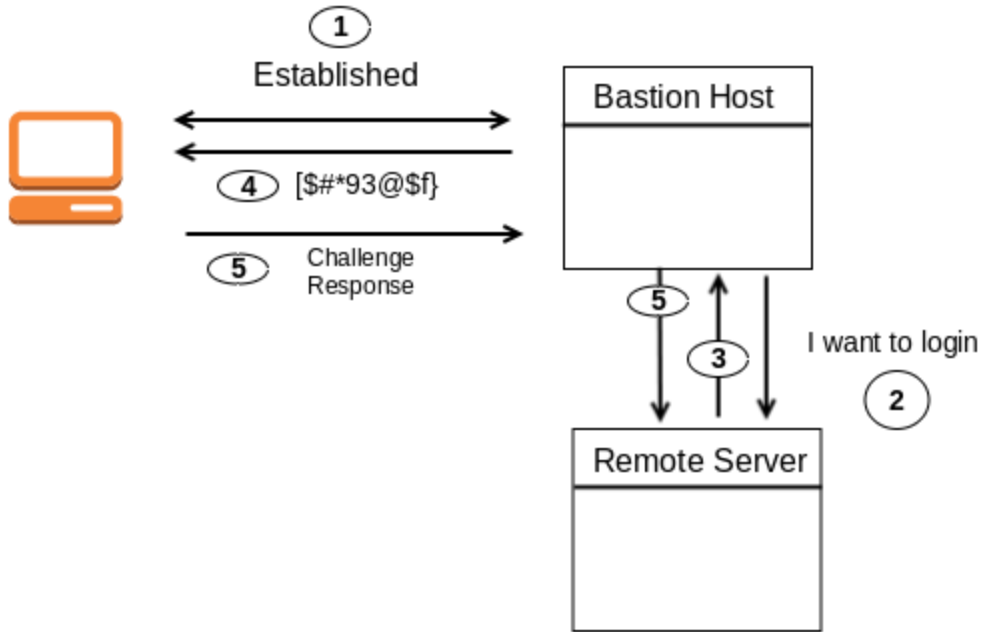 1
Established
Bastion Host
4 [$#*93@$f}
5 Challenge
Response
5
3
I want to login
2
Remote Server